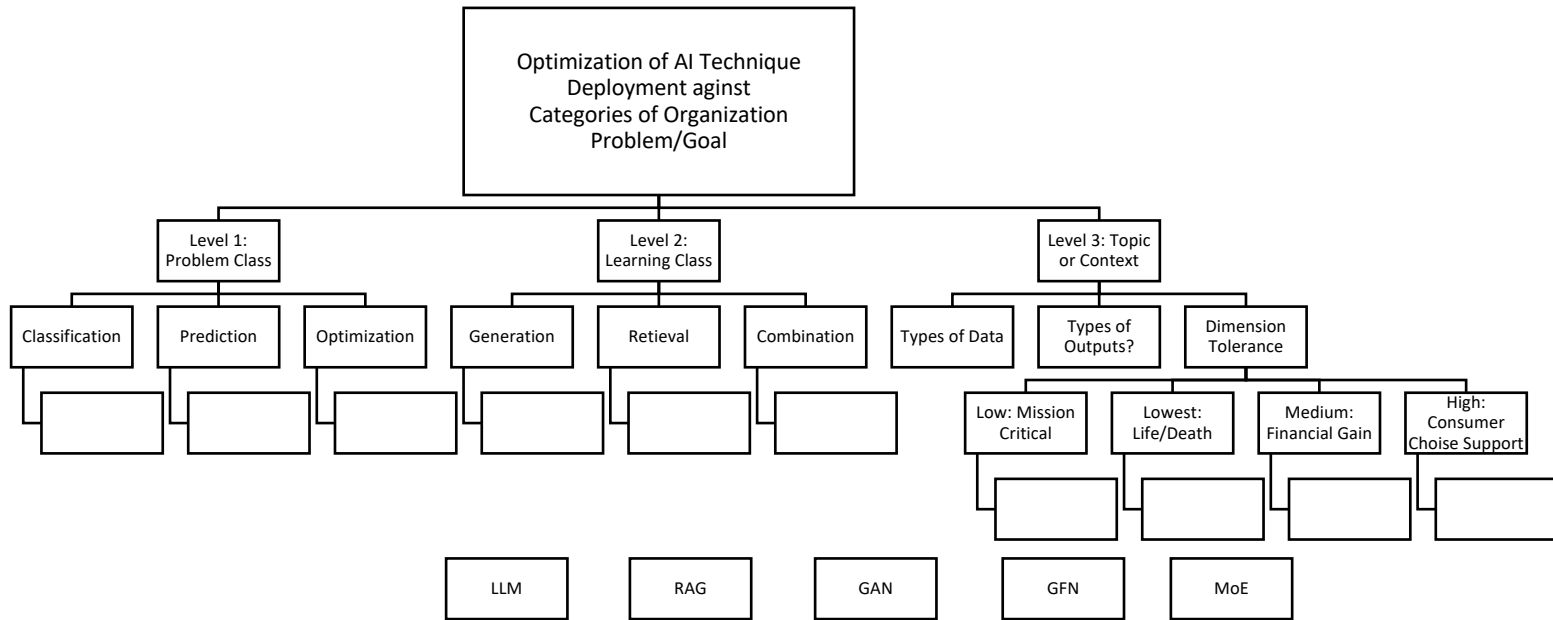 Optimization of AI Technique
Deployment aginst
Categories of Organization
Problem/Goal
Level 1:
Problem Class
Level 2:
Learning Class
Level 3: Topic
or Context
Classification
Prediction
Optimization
Generation
Retieval
Combination
Types of Data
Types of
Outputs?
Dimension
Tolerance
Low: Mission
Critical
Lowest:
Life/Death
Medium:
Financial Gain
High:
Consumer
Choise Support
LLM
RAG
GAN
GFN
MoE